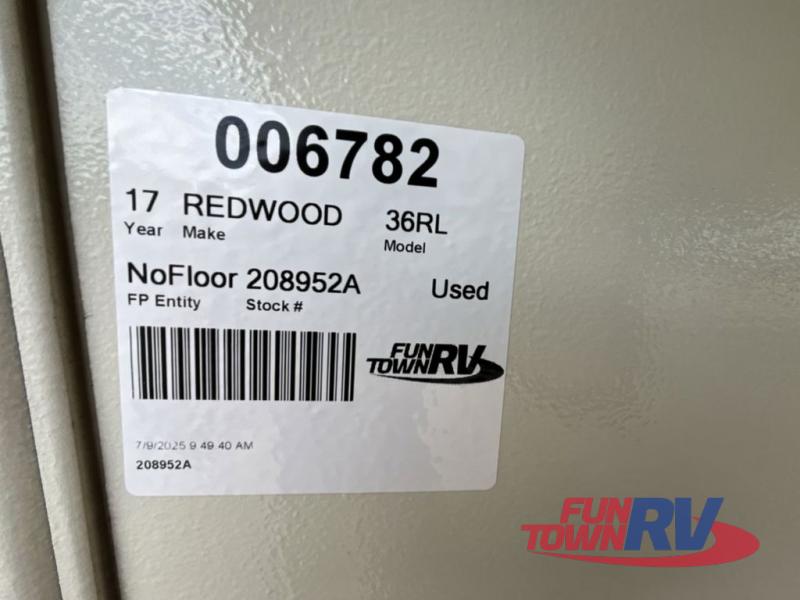 006782
17 REDWOOD 36RL
Year Make Model
NoFloor 208952A Used
FP Entity Stock #
FUN TOWN RV
7/9/2025 9 49 40 AM
208952A
FUN TOWN RV